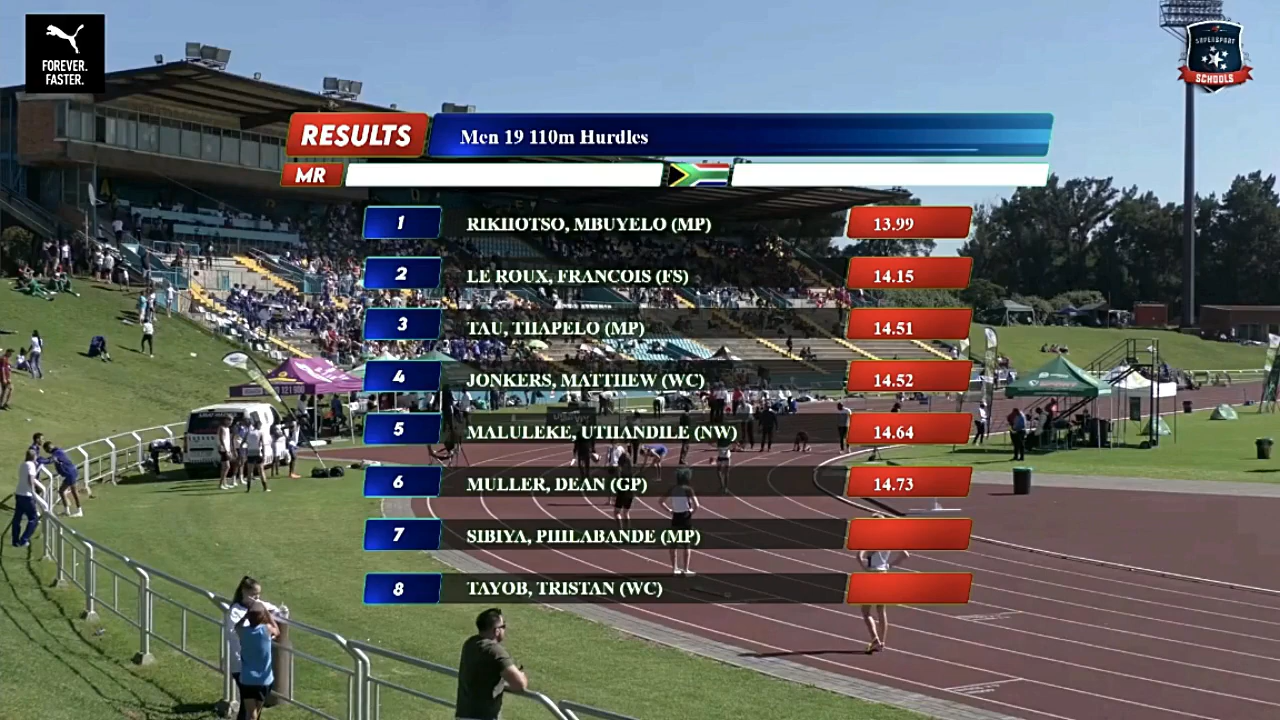 FOREVER.
FASTER.
SUPERSPORT
SCHOOLS
RESULTS Men 19 110m Hurdles
MR
1 RIKHOTSO, MBUYELO (MP) 13.99
2 LE ROUX, FRANCOIS (FS) 14.15
3 TAU, THAPELO (MP) 14.51
4 JONKERS, MATTHEW (WC) 14.52
5 MALULEKE, UTHANDILE (NW) 14.64
6 MULLER, DEAN (GP) 14.73
7 SIBIYA, PHILABANDE (MP)
8 TAYOB, TRISTAN (WC)